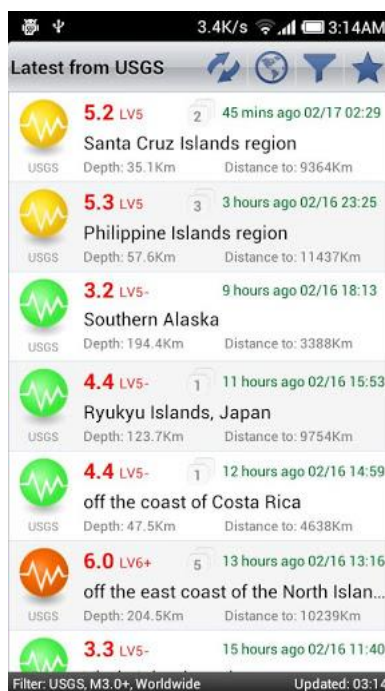 3.4K/s 3:14AM
Latest from USGS
5.2 LV5 2 45 mins ago 02/17 02:29
Santa Cruz Islands region
USGS Depth: 35.1Km Distance to: 9364Km
5.3 LV5 3 3 hours ago 02/16 23:25
Philippine Islands region
USGS Depth: 57.6Km Distance to: 11437Km
3.2 LV5- 9 hours ago 02/16 18:13
Southern Alaska
USGS Depth: 194.4Km Distance to: 3388Km
4.4 LV5- 1 11 hours ago 02/16 15:53
Ryukyu Islands, Japan
USGS Depth: 123.7Km Distance to: 9754Km
4.4 LV5- 1 12 hours ago 02/16 14:59
off the coast of Costa Rica
USGS Depth: 47.5Km Distance to: 4638Km
6.0 LV6+ 5 13 hours ago 02/16 13:16
off the east coast of the North Islan...
USGS Depth: 204.5Km Distance to: 10239Km
3.3 LV5- 15 hours ago 02/16 11:40
Filter: USGS, M3.0+, Worldwide Updated: 03:14